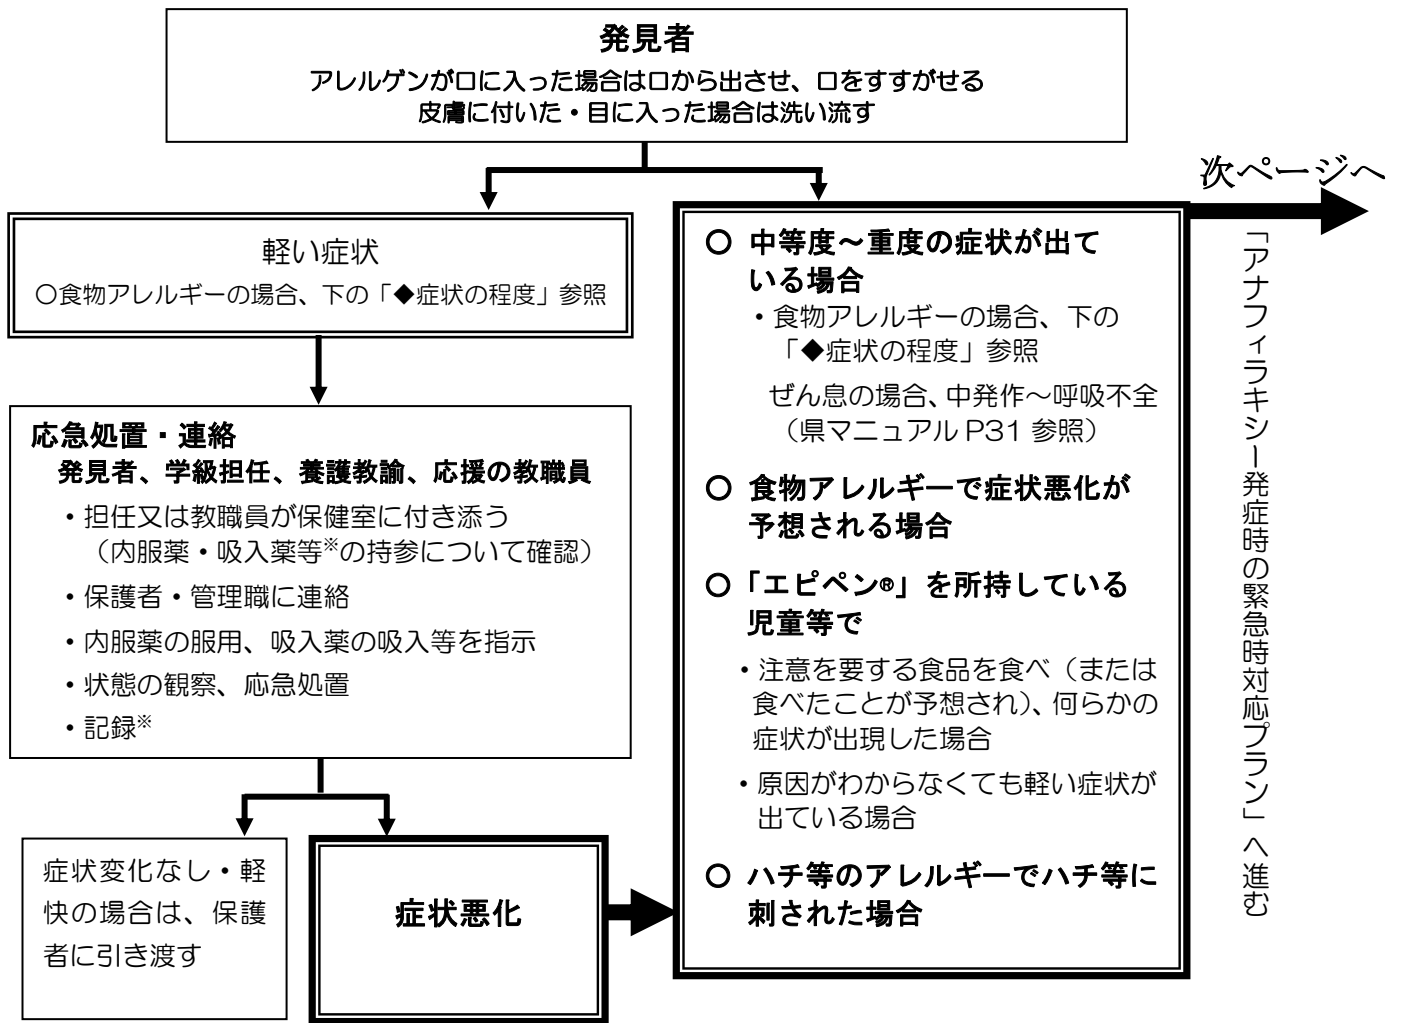 発見者
アレルゲンが口に入った場合は口から出させ、口をすすがせる
皮膚に付いた・目に入った場合は洗い流す
軽い症状
〇食物アレルギーの場合、下の「◆症状の程度」参照
応急処置・連絡
発見者、学級担任、養護教諭、応援の教職員
・担任又は教職員が保健室に付き添う
（内服薬・吸入薬等※の持参について確認）
・保護者・管理職に連絡
・内服薬の服用、吸入薬の吸入等を指示
・状態の観察、応急処置
・記録※
症状変化なし・軽
快の場合は、保護
者に引き渡す
症状悪化
〇 中等度～重度の症状が出て
いる場合
・食物アレルギーの場合、下の
「◆症状の程度」参照
ぜん息の場合、中発作～呼吸不全
（県マニュアル P31 参照）
〇 食物アレルギーで症状悪化が
予想される場合
〇「エピペン®」を所持している
児童等で
・注意を要する食品を食べ（または
食べたことが予想され）、何らかの
症状が出現した場合
・原因がわからなくても軽い症状が
出ている場合
〇 ハチ等のアレルギーでハチ等に
刺された場合
次ページへ
「アナフィラキシー発症時の緊急時対応プラン」へ進む